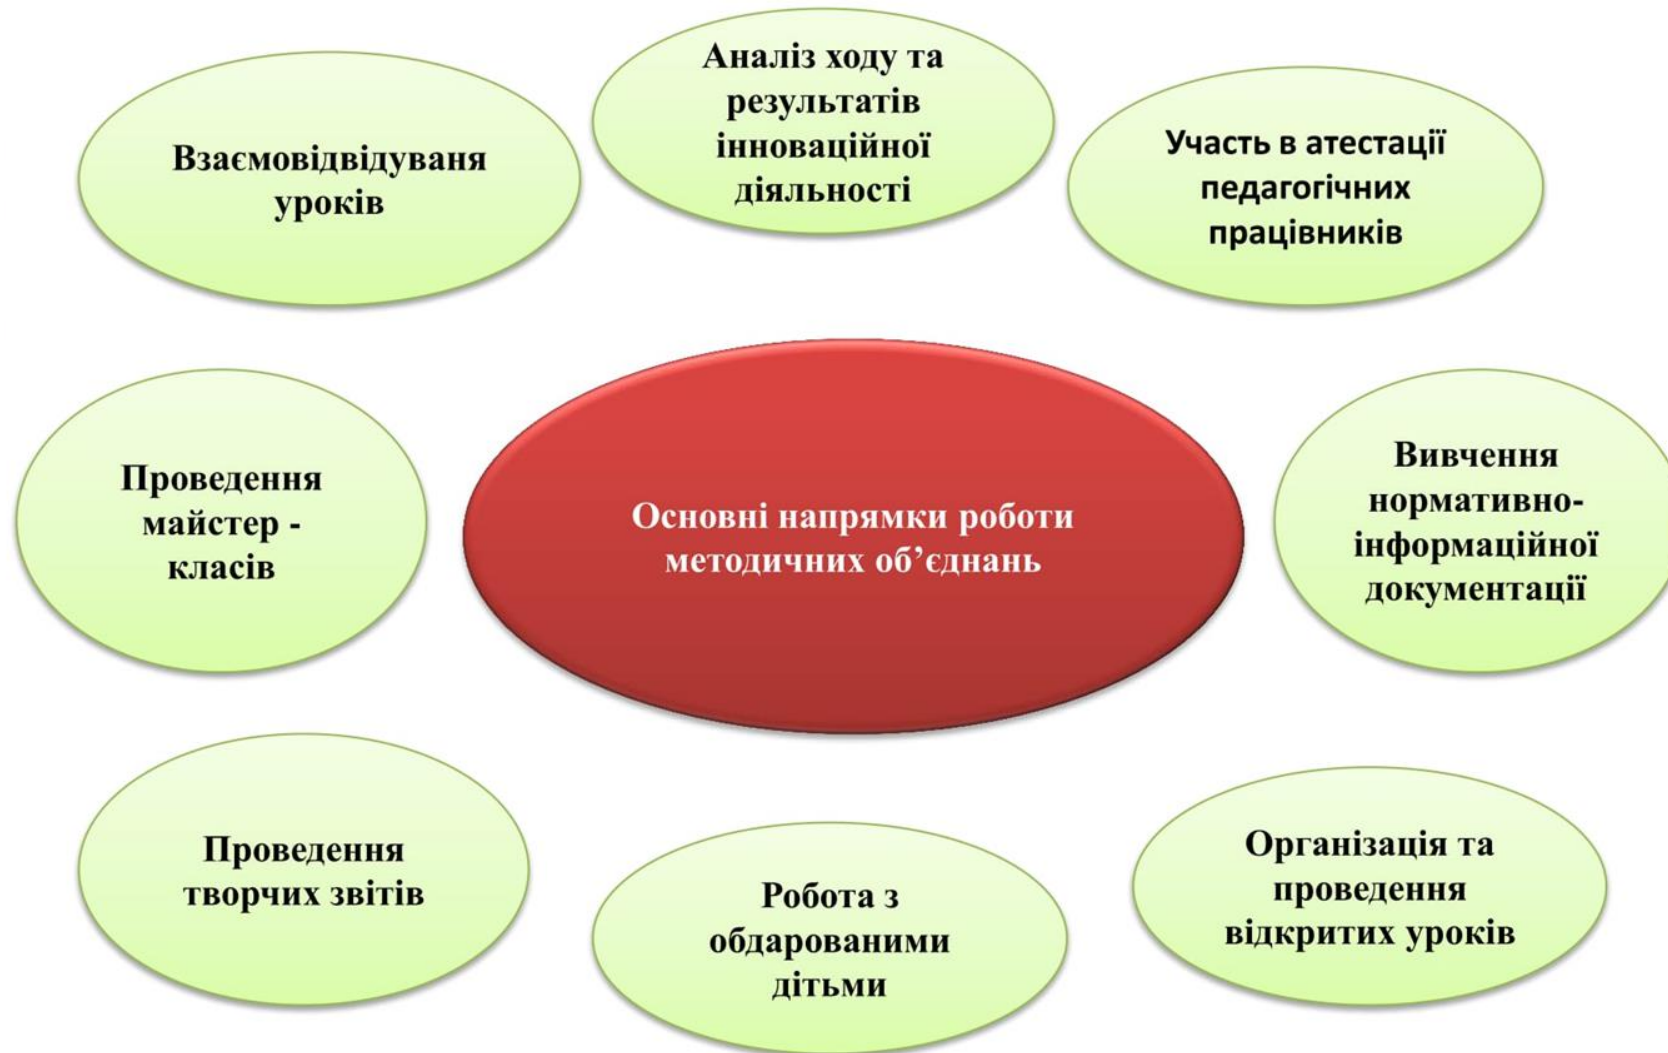 Аналіз ходу та
результатів
інноваційної
діяльності
Взаємовідвідуваня
уроків
Участь в атестації
педагогічних
працівників
Проведення
майстер -
класів
Основні напрямки роботи
методичних об’єднань
Вивчення
нормативно-
інформаційної
документації
Проведення
творчих звітів
Робота з
обдарованими
дітьми
Організація та
проведення
відкритих уроків